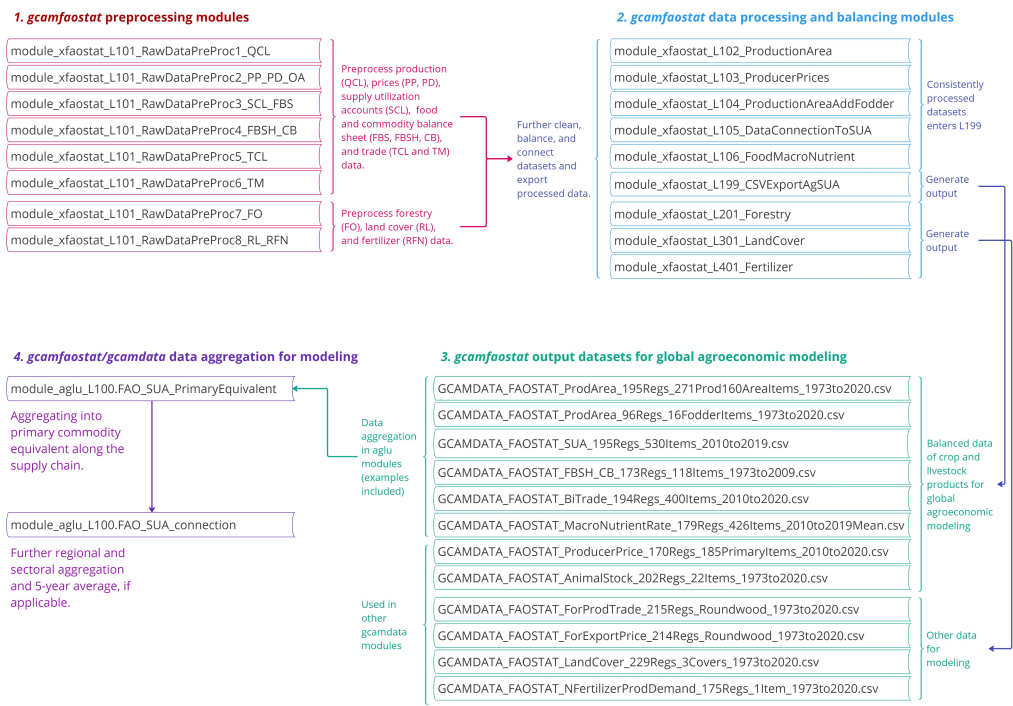 1. gcamfaostat preprocessing modules
module_xfaostat_L101_RawDataPreProc1_QCL
module_xfaostat_L101_RawDataPreProc2_PP_PD_OA
module_xfaostat_L101_RawDataPreProc3_SCL_FBS
module_xfaostat_L101_RawDataPreProc4_FBSH_CB
module_xfaostat_L101_RawDataPreProc5_TCL
module_xfaostat_L101_RawDataPreProc6_TM
module_xfaostat_L101_RawDataPreProc7_FO
module_xfaostat_L101_RawDataPreProc8_RL_RFN
Preprocess production
(QCL), prices (PP, PD),
supply utilization
accounts (SCL), food
and commodity balance
sheet (FBS, FBSH, CB),
and trade (TCL and TM)
data.
Preprocess forestry
(FO), land cover (RL),
and fertilizer (RFN) data.
Further clean,
balance, and
connect
datasets and
export
processed data.
2. gcamfaostat data processing and balancing modules
module_xfaostat_L102_ProductionArea
module_xfaostat_L103_ProducerPrices
module_xfaostat_L104_ProductionAreaAddFodder
module_xfaostat_L105_DataConnectionToSUA
module_xfaostat_L106_FoodMacroNutrient
module_xfaostat_L199_CSVExportAgSUA
module_xfaostat_L201_Forestry
module_xfaostat_L301_LandCover
module_xfaostat_L401_Fertilizer
Consistently
processed
datasets
enters L199
Generate
output
Generate
output
3. gcamfaostat output datasets for global agroeconomic modeling
GCAMDATA_FAOSTAT_ProdArea_195Regs_271Prod160AreaItems_1973to2020.csv
GCAMDATA_FAOSTAT_ProdArea_96Regs_16FodderItems_1973to2020.csv
GCAMDATA_FAOSTAT_SUA_195Regs_530Items_2010to2019.csv
GCAMDATA_FAOSTAT_FBSH_CB_173Regs_118Items_1973to2009.csv
GCAMDATA_FAOSTAT_BiTrade_194Regs_400Items_2010to2020.csv
GCAMDATA_FAOSTAT_MacroNutrientRate_179Regs_426Items_2010to2019Mean.csv
GCAMDATA_FAOSTAT_ProducerPrice_170Regs_185PrimaryItems_2010to2020.csv
GCAMDATA_FAOSTAT_AnimalStock_202Regs_22Items_1973to2020.csv
GCAMDATA_FAOSTAT_ForProdTrade_215Regs_Roundwood_1973to2020.csv
GCAMDATA_FAOSTAT_ForExportPrice_214Regs_Roundwood_1973to2020.csv
GCAMDATA_FAOSTAT_LandCover_229Regs_3Covers_1973to2020.csv
GCAMDATA_FAOSTAT_NFertilizerProdDemand_175Regs_1Item_1973to2020.csv
Balanced data
of crop and
livestock
products for
global
agroeconomic
modeling
Other data
for
modeling
Data
aggregation
in aglu
modules
(examples
included)
Used in
other
gcamdata
modules
4. gcamfaostat/gcamdata data aggregation for modeling
module_aglu_L100.FAO_SUA_PrimaryEquivalent
Aggregating into
primary commodity
equivalent along the
supply chain.
module_aglu_L100.FAO_SUA_connection
Further regional and
sectoral aggregation
and 5-year average, if
applicable.